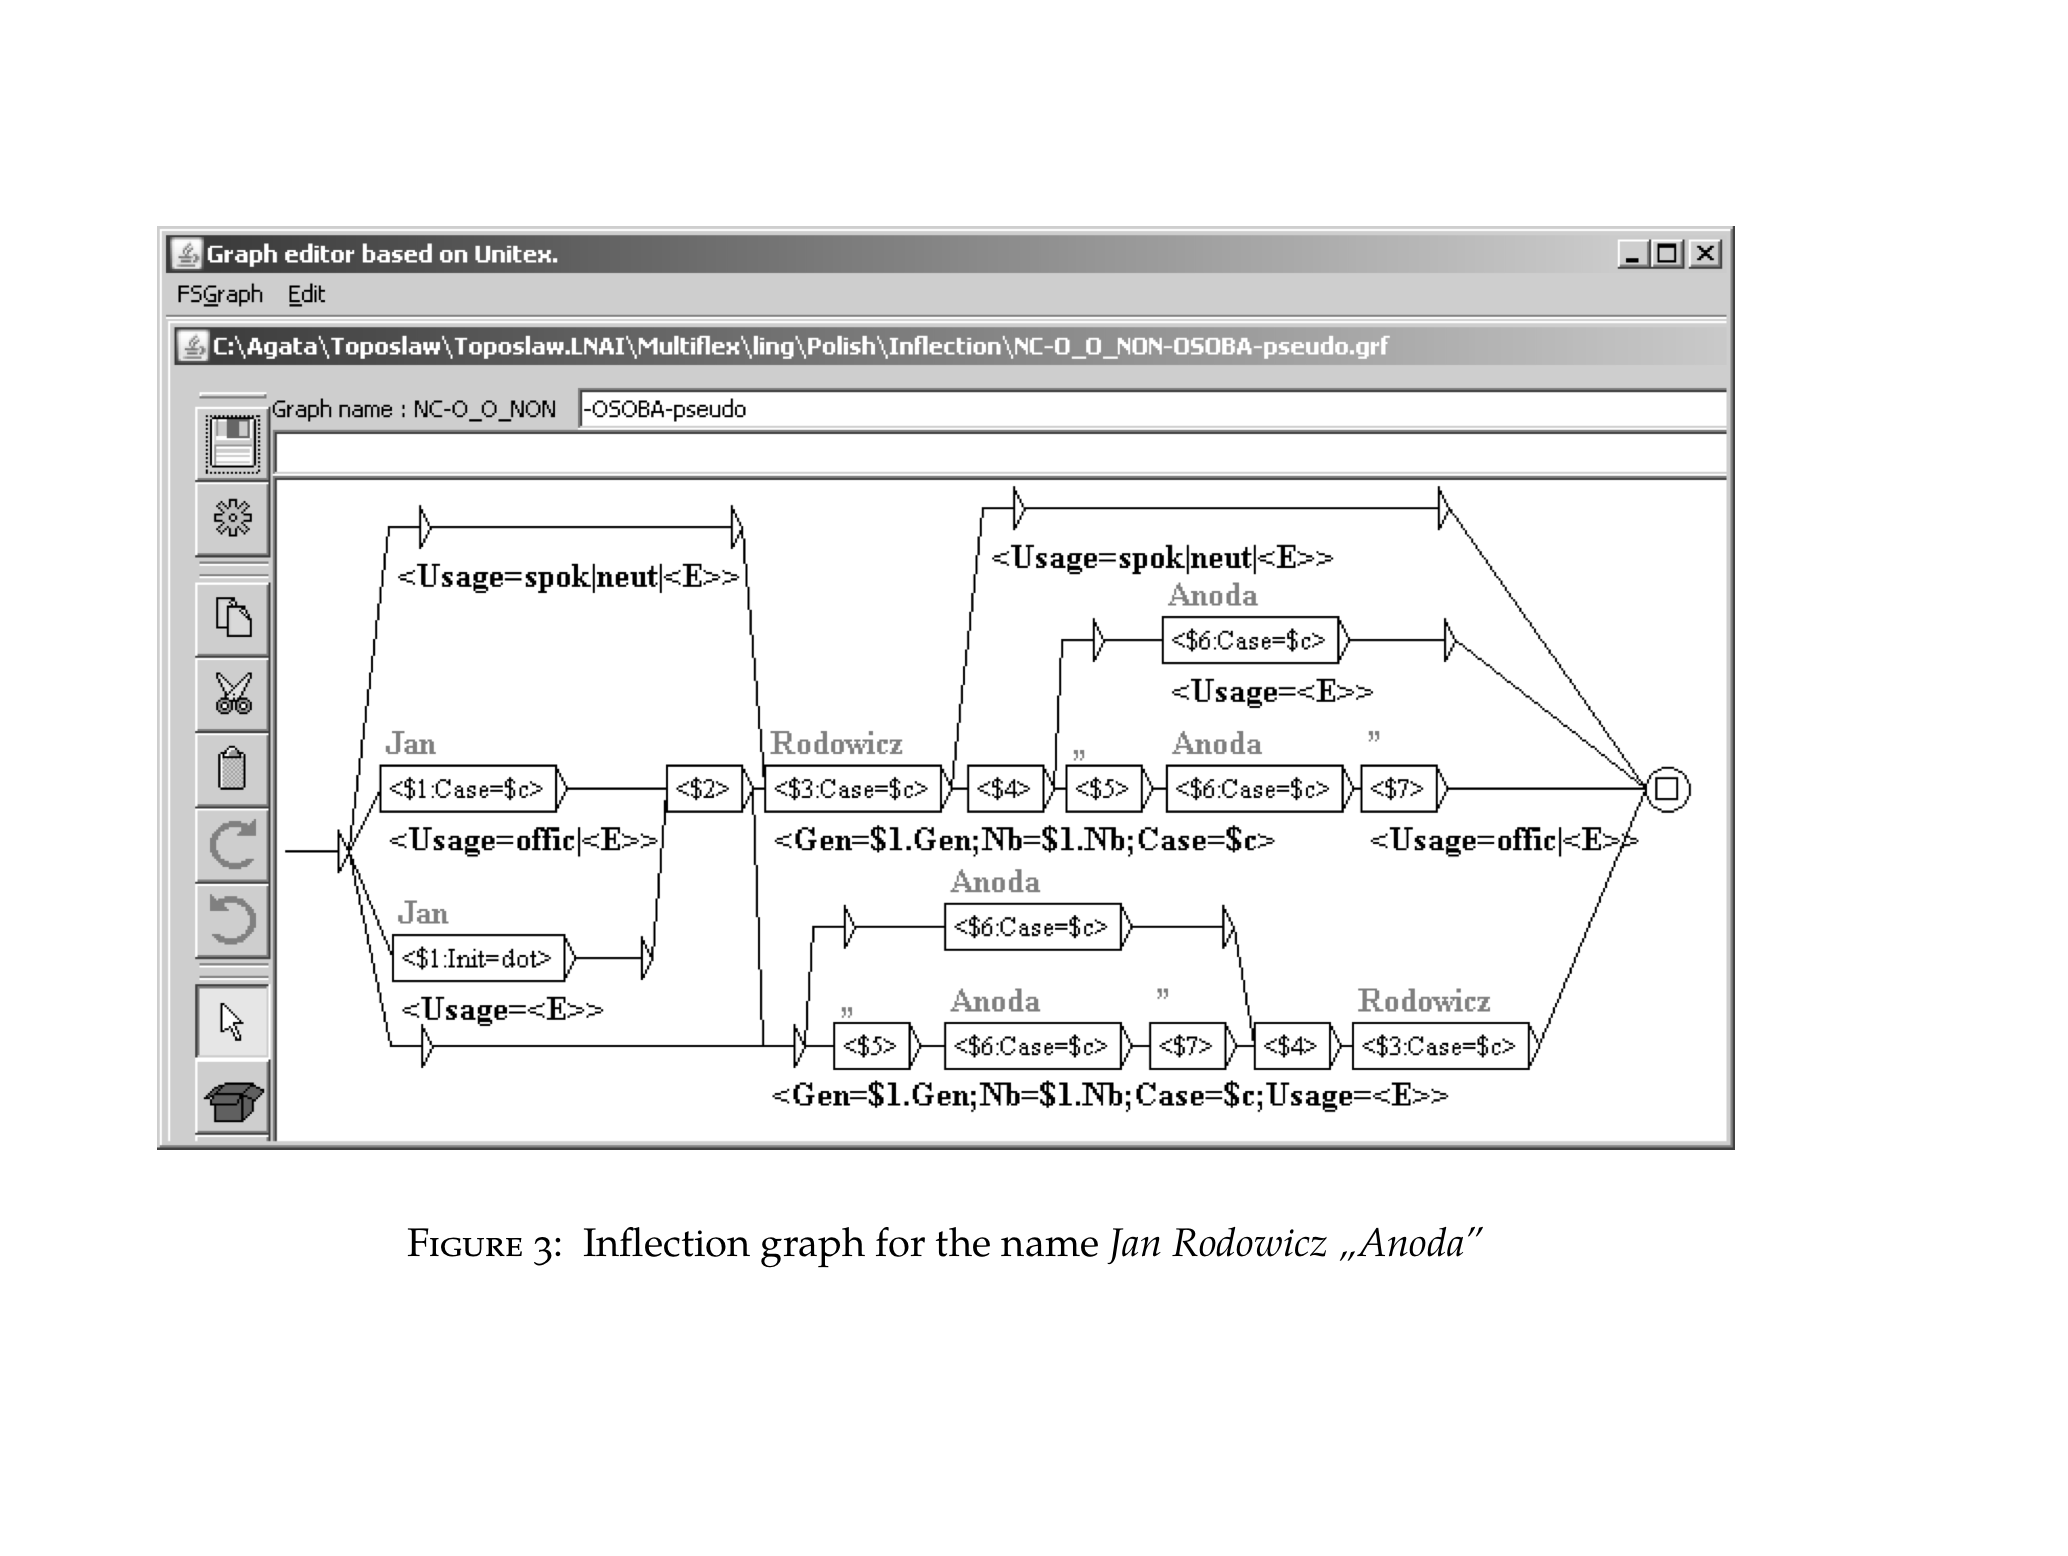 Graph editor based on Unitex.
FSGraph Edit
C:\Agata\Toposlaw\Toposlaw.LNAI\Multiflex\ling\Polish\Inflection\NC-O_O_NON-OSOBA-pseudo.grf
Graph name : NC-O_O_NON -OSOBA-pseudo
<Usage=spok|neut|<E>>
<Usage=spok|neut|<E>>
Anoda
<$6:Case=$c>
<Usage=<E>>
Jan Rodowicz „ Anoda ”
<$1:Case=$c> <$2> <$3:Case=$c> <$4> <$5> <$6:Case=$c> <$7>
<Usage=offic|<E>> <Gen=$1.Gen;Nb=$1.Nb;Case=$c> <Usage=offic|<E>>
Anoda
Jan <$6:Case=$c>
<$1:Init=dot>
<Usage=<E>> „ Anoda ” Rodowicz
<$5> <$6:Case=$c> <$7> <$4> <$3:Case=$c>
<Gen=$1.Gen;Nb=$1.Nb;Case=$c;Usage=<E>>
FIGURE 3: Inflection graph for the name Jan Rodowicz „Anoda”